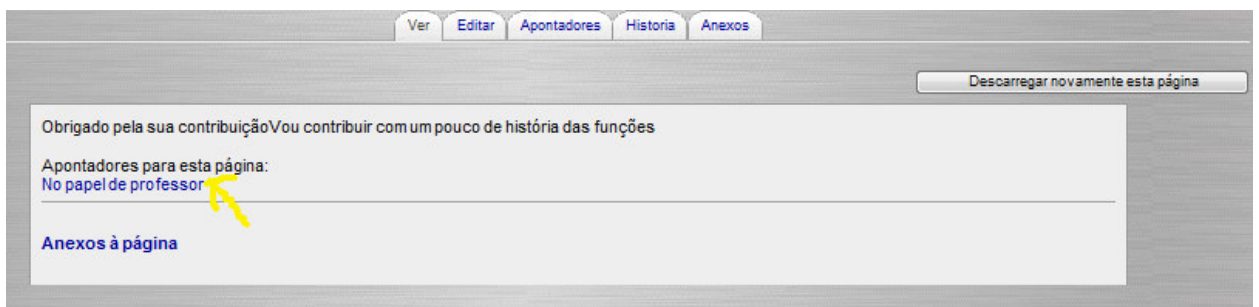 Ver Editar Apontadores Historia Anexos
Descarregar novamente esta página
Obrigado pela sua contribuiçãoVou contribuir com um pouco de história das funções
Apontadores para esta página:
No papel de professor
Anexos à página